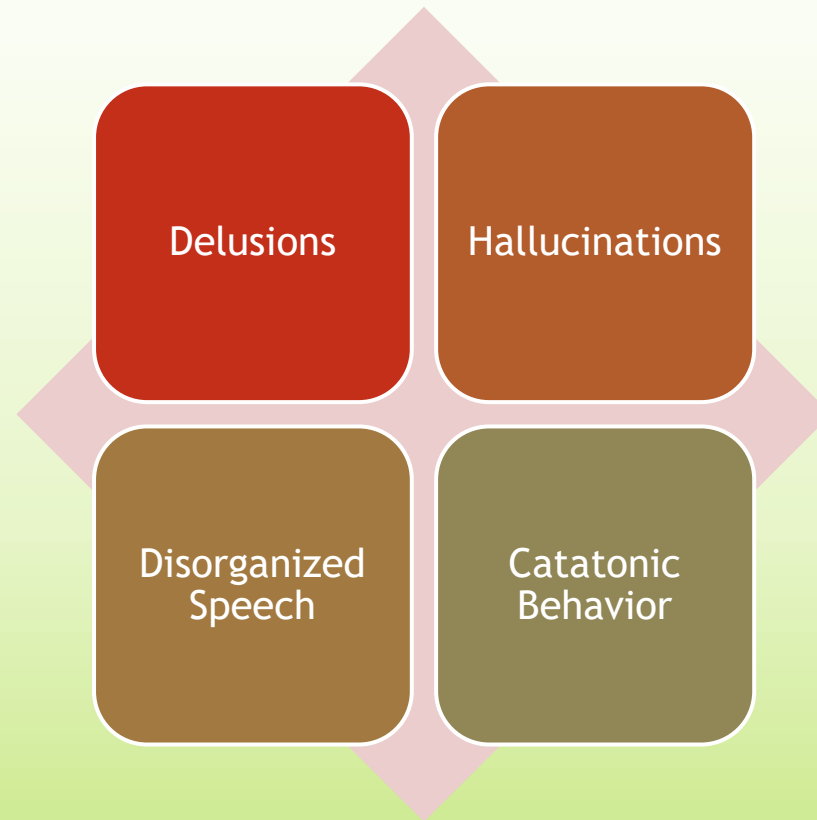 Delusions
Hallucinations
Disorganized
Speech
Catatonic
Behavior